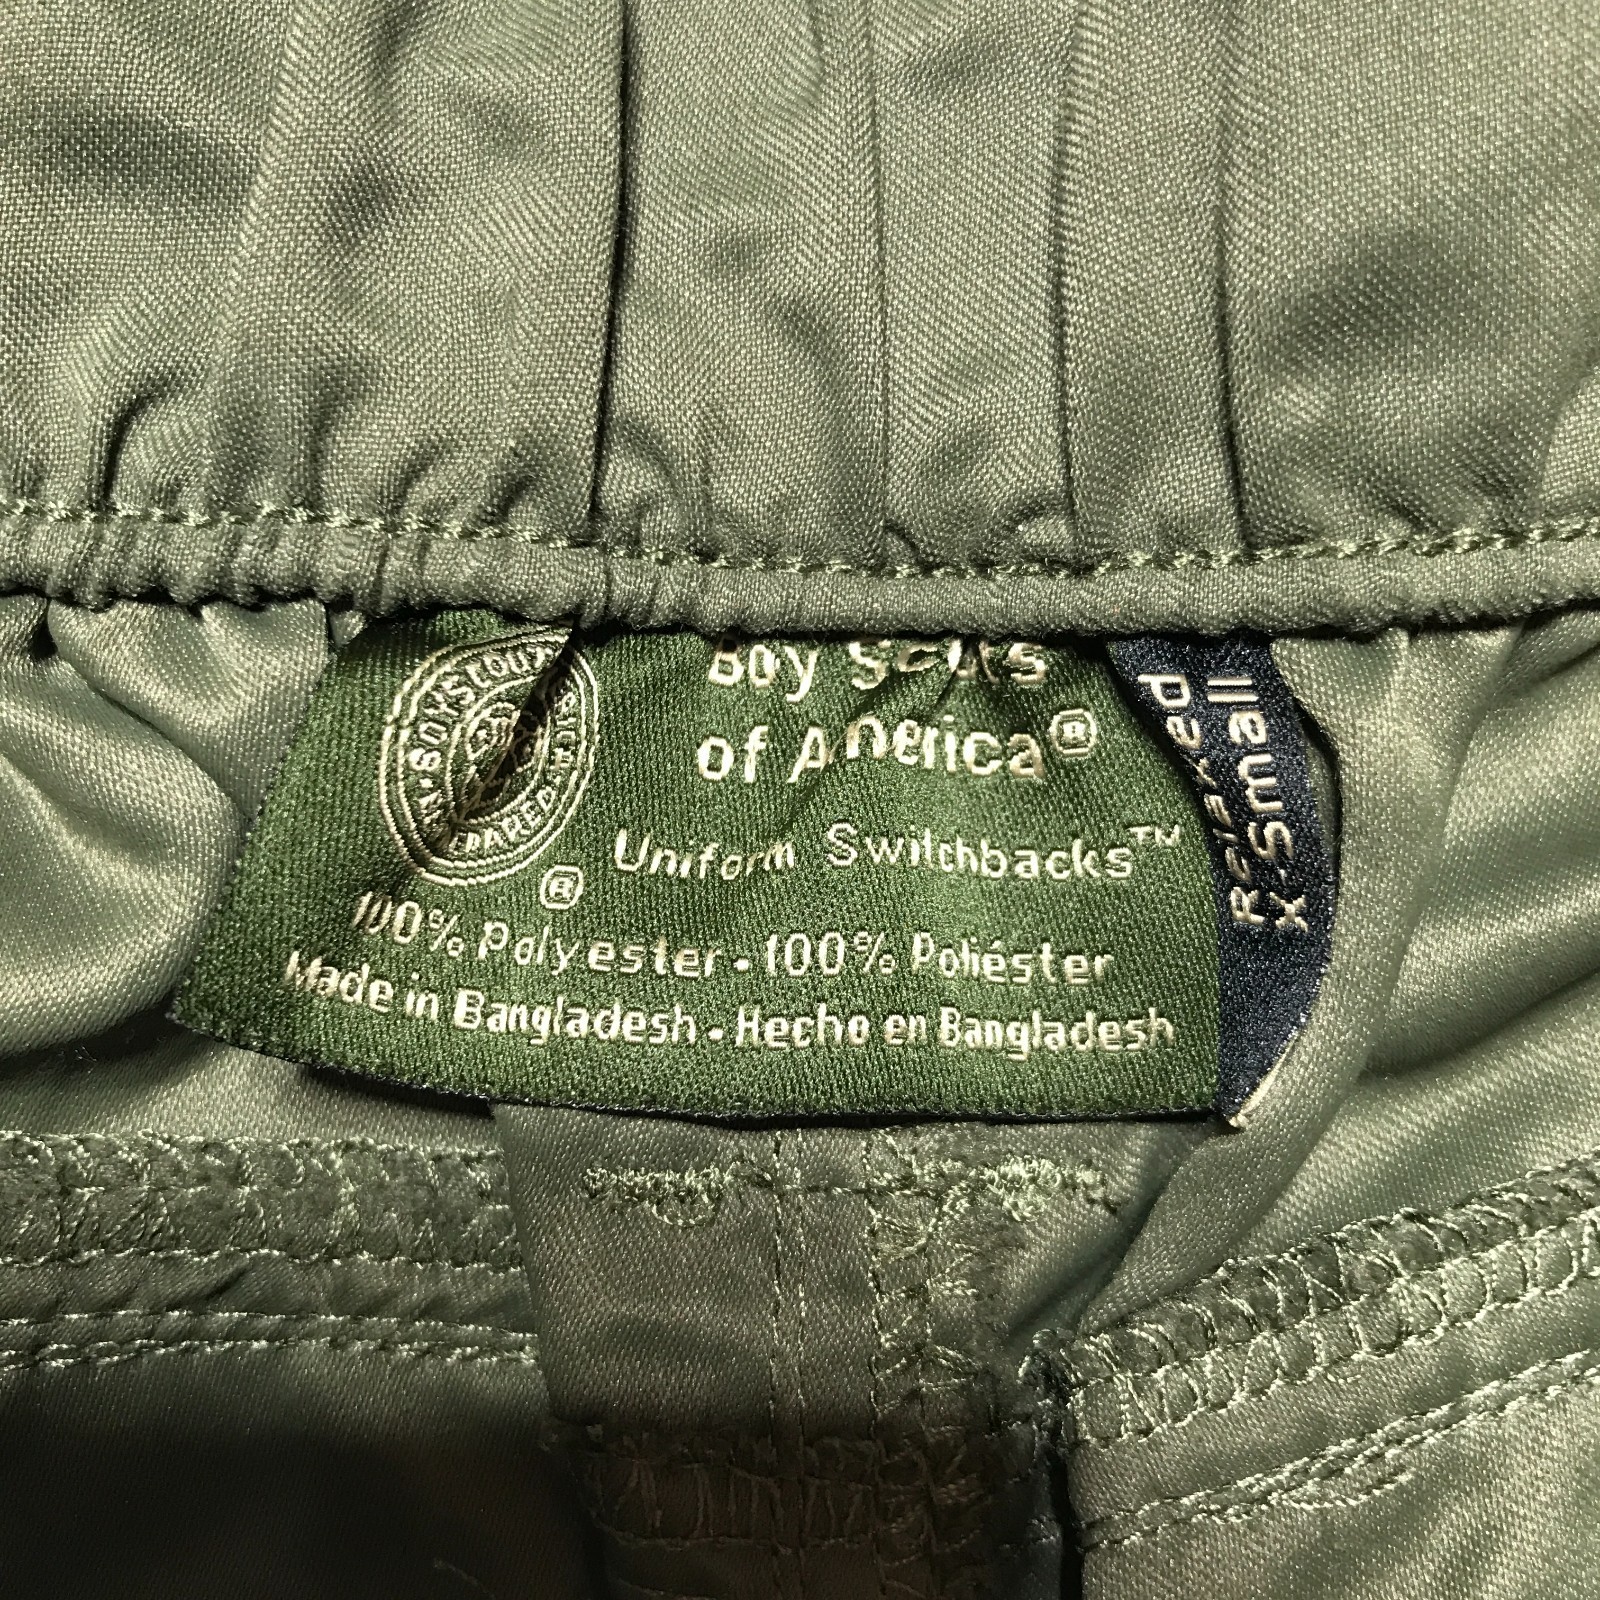 Boy Scouts
of America®
Uniform Switchbacks™
®
100% Polyester • 100% Poliéster
Made in Bangladesh • Hecho en Bangladesh
Relaxed
X-Small